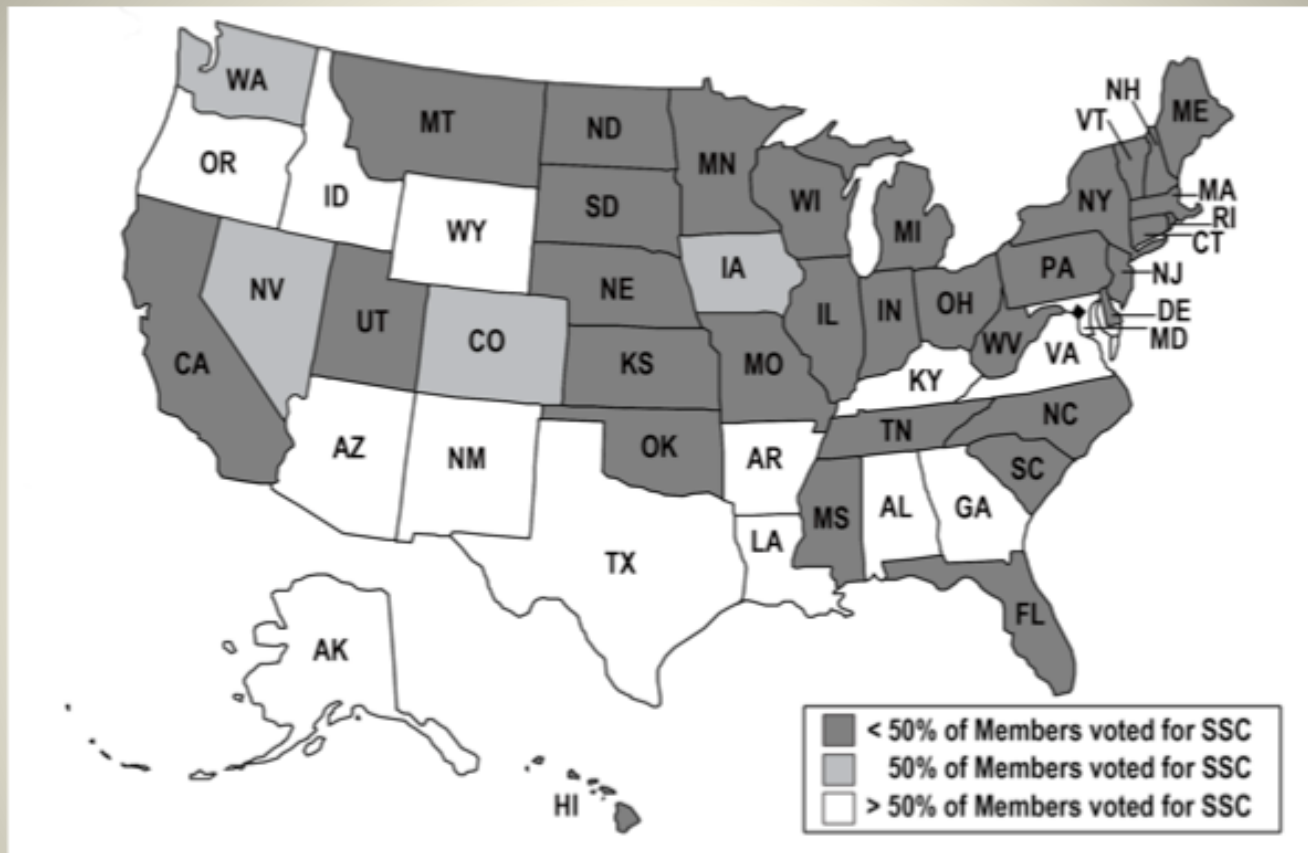 NH
VT
ME
WA
MT
ND
MN
OR
ID
SD
WI
NY
MA
RI
CT
WY
MI
IA
PA
NJ
NV
NE
IL
IN
OH
DE
MD
UT
CO
WV
VA
CA
KS
MO
KY
NC
TN
AZ
NM
OK
AR
SC
MS
AL
GA
LA
TX
FL
AK
HI
< 50% of Members voted for SSC
50% of Members voted for SSC
> 50% of Members voted for SSC